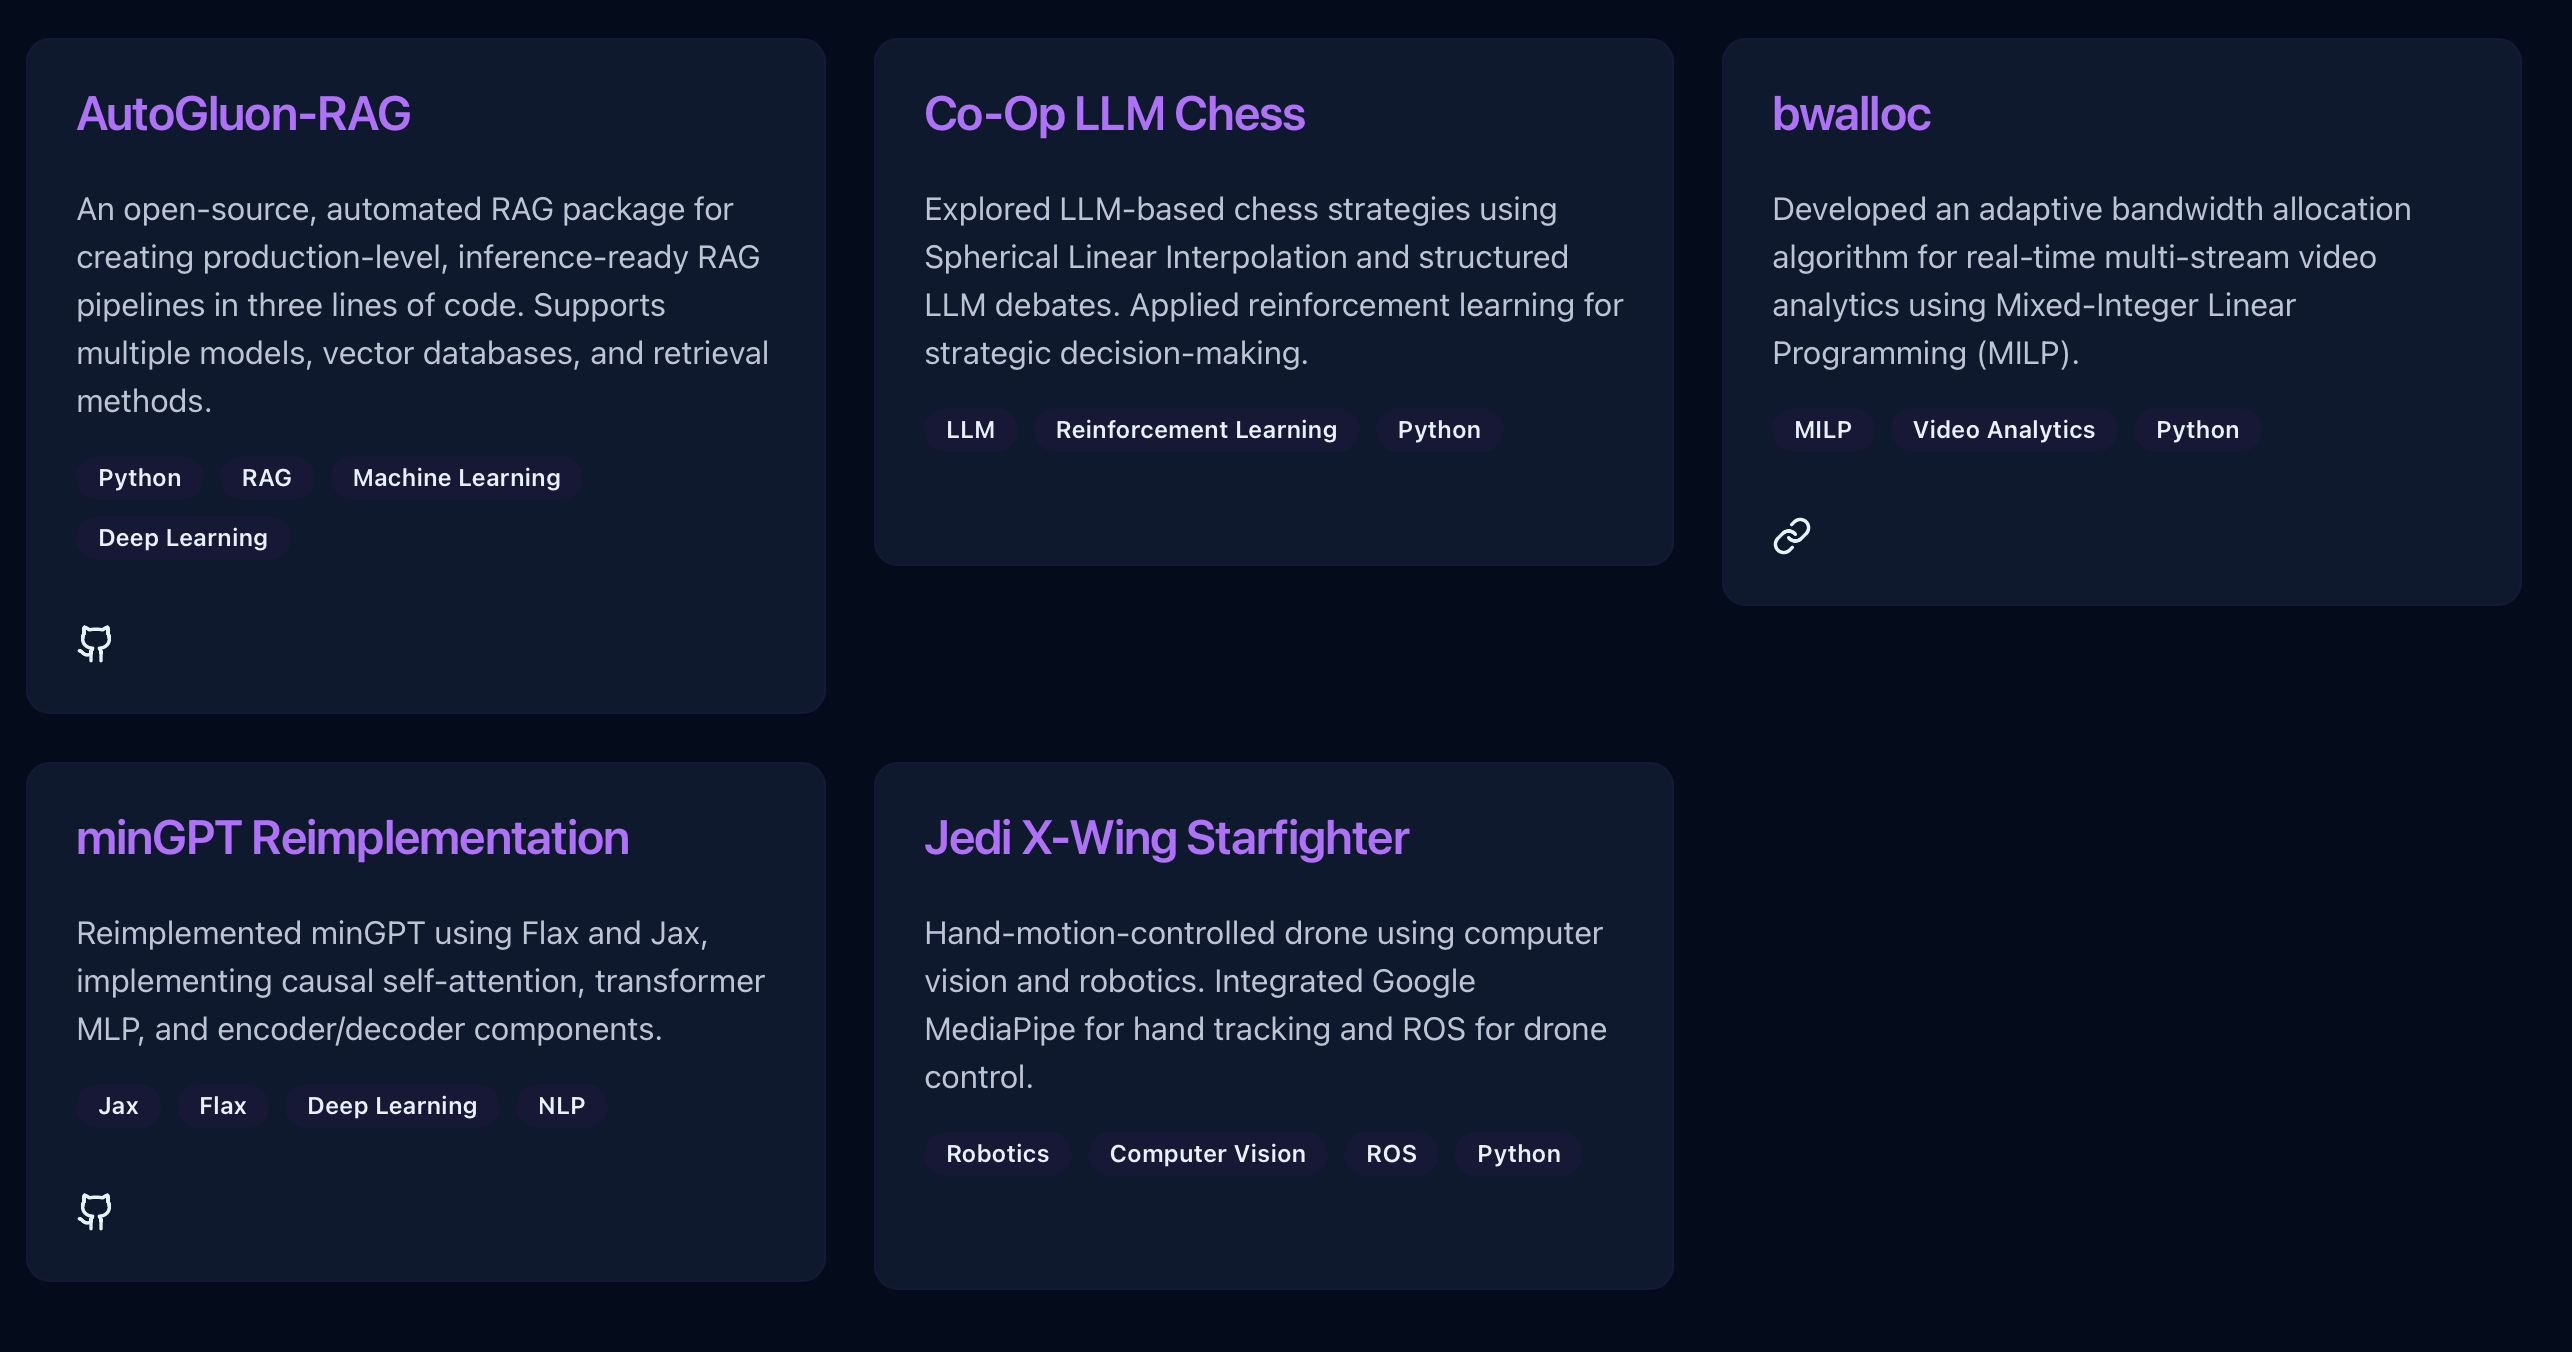 AutoGluon-RAG
An open-source, automated RAG package for
creating production-level, inference-ready RAG
pipelines in three lines of code. Supports
multiple models, vector databases, and retrieval
methods.
Python RAG Machine Learning
Deep Learning
Co-Op LLM Chess
Explored LLM-based chess strategies using
Spherical Linear Interpolation and structured
LLM debates. Applied reinforcement learning for
strategic decision-making.
LLM Reinforcement Learning Python
bwalloc
Developed an adaptive bandwidth allocation
algorithm for real-time multi-stream video
analytics using Mixed-Integer Linear
Programming (MILP).
MILP Video Analytics Python
minGPT Reimplementation
Reimplemented minGPT using Flax and Jax,
implementing causal self-attention, transformer
MLP, and encoder/decoder components.
Jax Flax Deep Learning NLP
Jedi X-Wing Starfighter
Hand-motion-controlled drone using computer
vision and robotics. Integrated Google
MediaPipe for hand tracking and ROS for drone
control.
Robotics Computer Vision ROS Python